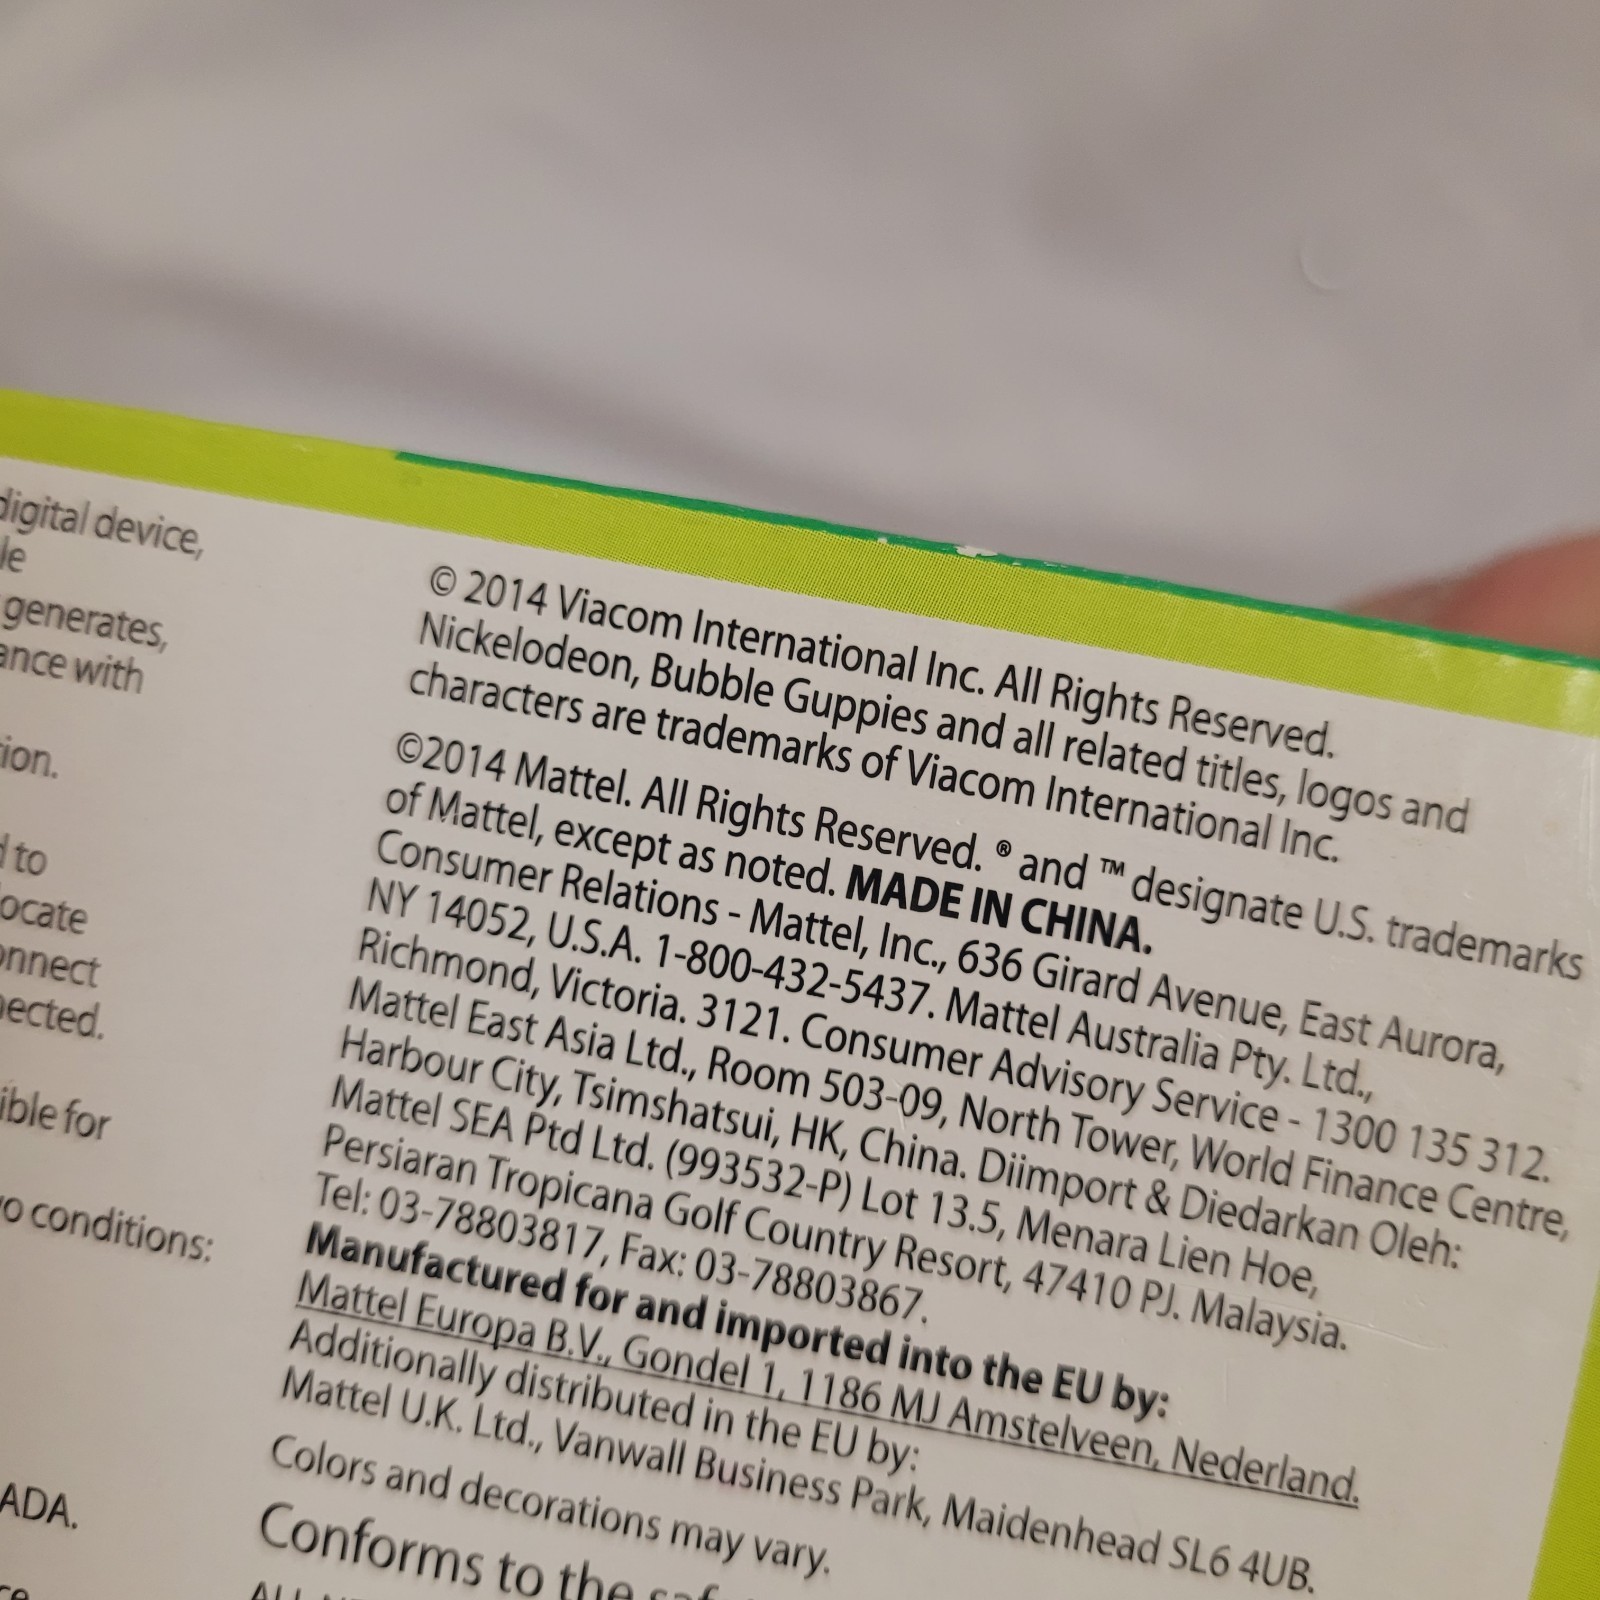 digital device,
generates,
with
to
for
conditions:
© 2014 Viacom International Inc. All Rights Reserved.
Nickelodeon, Bubble Guppies and all related titles, logos and
characters are trademarks of Viacom International Inc.
©2014 Mattel. All Rights Reserved. ® and ™ designate U.S. trademarks
of Mattel, except as noted. MADE IN CHINA.
Consumer Relations - Mattel, Inc., 636 Girard Avenue, East Aurora,
NY 14052, U.S.A. 1-800-432-5437. Mattel Australia Pty. Ltd.,
Richmond, Victoria. 3121. Consumer Advisory Service - 1300 135 312.
Mattel East Asia Ltd., Room 503-09, North Tower, World Finance Centre,
Harbour City, Tsimshatsui, HK, China. Diimport & Diedarkan Oleh:
Mattel SEA Ptd Ltd. (993532-P) Lot 13.5, Menara Lien Hoe,
Persiaran Tropicana Golf Country Resort, 47410 PJ. Malaysia.
Tel: 03-78803817, Fax: 03-78803867.
Manufactured for and imported into the EU by:
Mattel Europa B.V., Gondel 1, 1186 MJ Amstelveen, Nederland.
Additionally distributed in the EU by:
Mattel U.K. Ltd., Vanwall Business Park, Maidenhead SL6 4UB.
Colors and decorations may vary.
Conforms to the